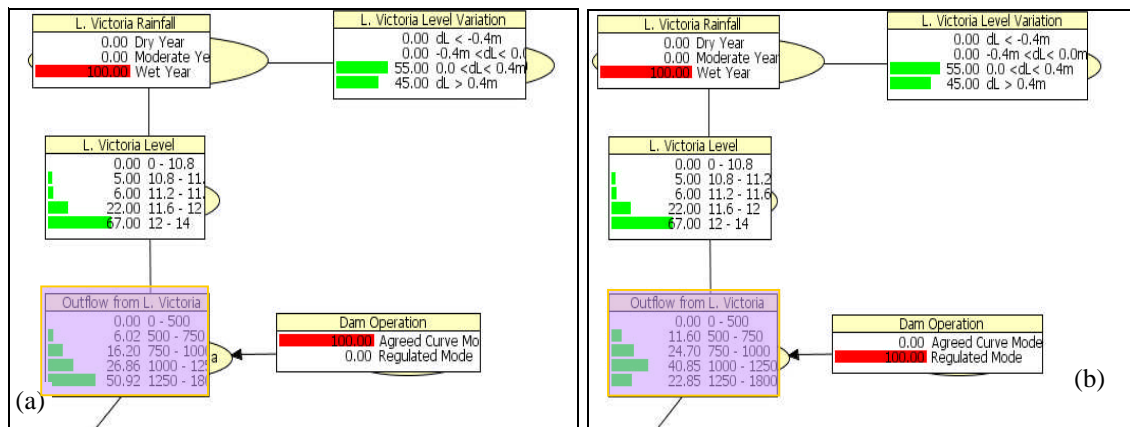 L. Victoria Rainfall
0.00 Dry Year
0.00 Moderate Ye
100.00 Wet Year
L. Victoria Level Variation
0.00 dL < -0.4m
0.00 -0.4m <dL< 0.0
55.00 0.0 <dL< 0.4m
45.00 dL > 0.4m
L. Victoria Level
0.00 0 - 10.8
5.00 10.8 - 11.2
6.00 11.2 - 11.
22.00 11.6 - 12
67.00 12 - 14
Outflow from L. Victoria
0.00 0 - 500
6.02 500 - 750
16.20 750 - 1000
26.86 1000 - 125
50.92 1250 - 180
Dam Operation
100.00 Agreed Curve Mo
0.00 Regulated Mode
(a)
L. Victoria Rainfall
0.00 Dry Year
0.00 Moderate Year
100.00 Wet Year
L. Victoria Level Variation
0.00 dL < -0.4m
0.00 -0.4m <dL< 0.0m
55.00 0.0 <dL< 0.4m
45.00 dL > 0.4m
L. Victoria Level
0.00 0 - 10.8
5.00 10.8 - 11.2
6.00 11.2 - 11.6
22.00 11.6 - 12
67.00 12 - 14
Outflow from L. Victoria
0.00 0 - 500
11.60 500 - 750
24.70 750 - 1000
40.85 1000 - 125
22.85 1250 - 1800
Dam Operation
0.00 Agreed Curve Mode
100.00 Regulated Mode
(b)